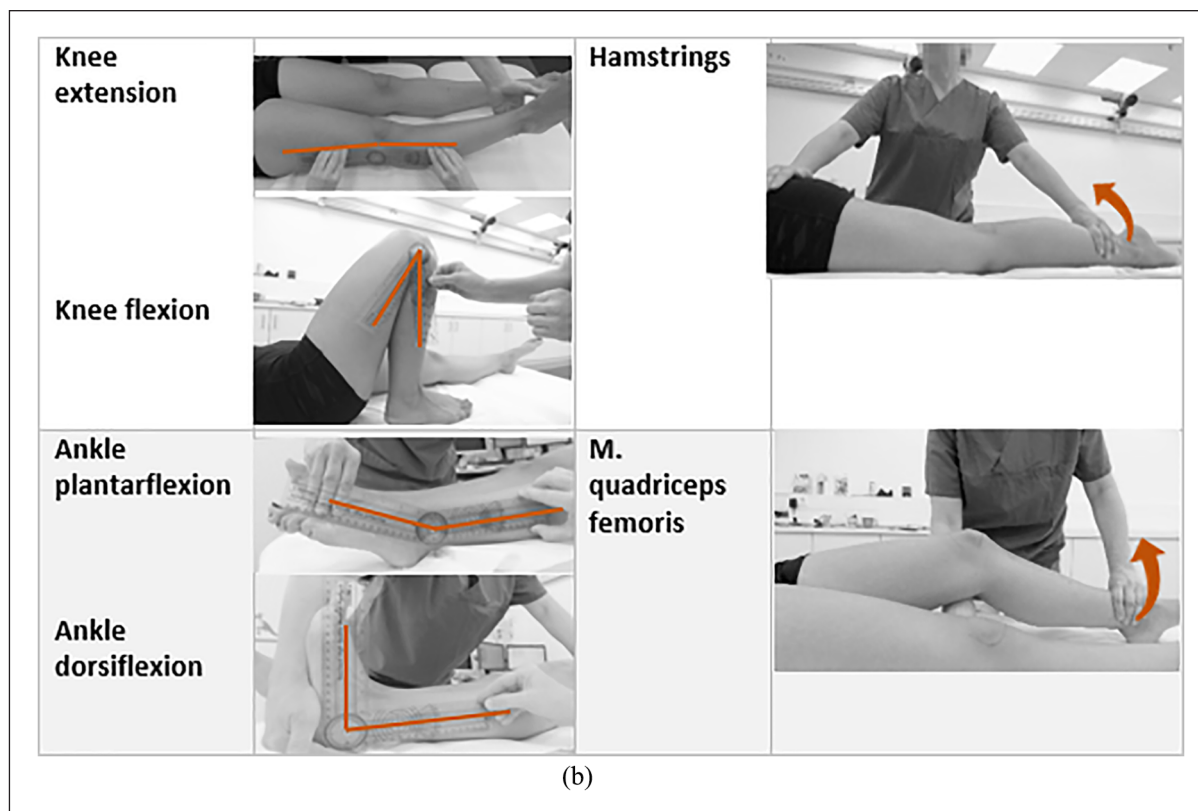 Knee
extension
Knee flexion
Hamstrings
Ankle
plantarflexion
Ankle
dorsiflexion
M.
quadriceps
femoris
(b)